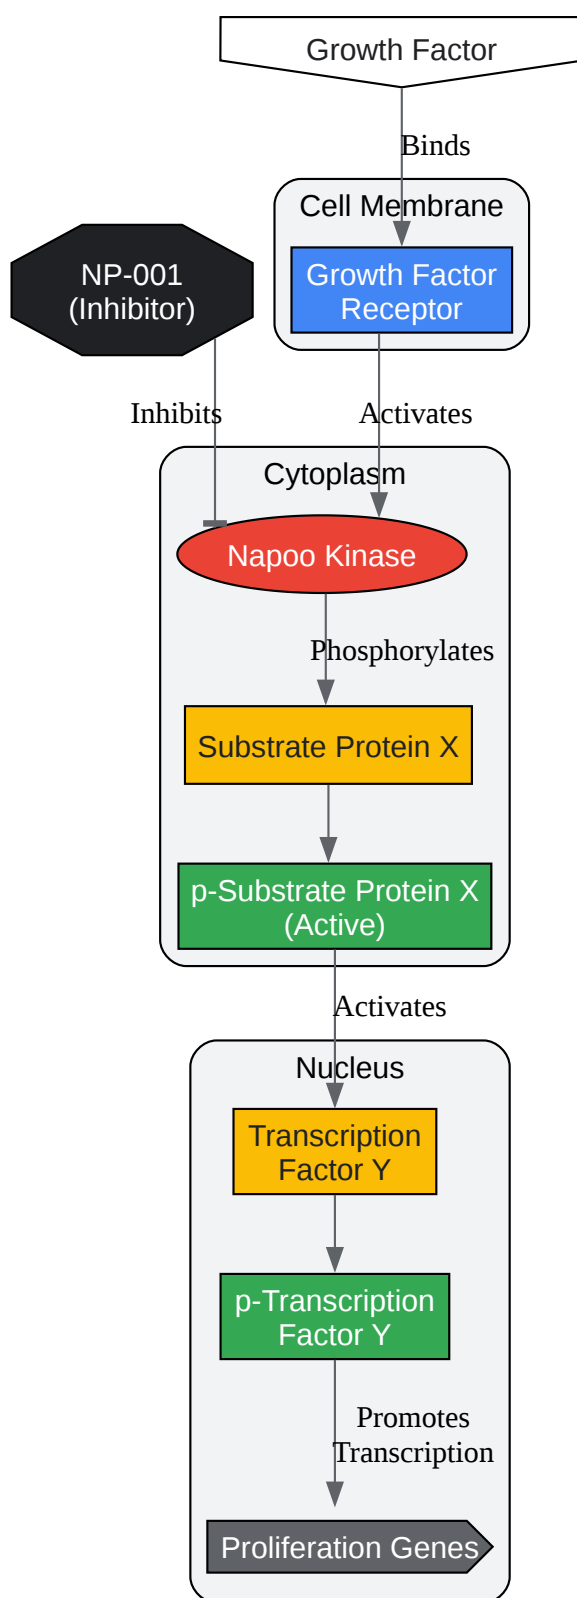 Growth Factor
Binds
Cell Membrane
NP-001
(Inhibitor)
Growth Factor
Receptor
Inhibits
Activates
Cytoplasm
Napoo Kinase
Phosphorylates
Substrate Protein X
p-Substrate Protein X
(Active)
Activates
Nucleus
Transcription
Factor Y
p-Transcription
Factor Y
Promotes
Transcription
Proliferation Genes